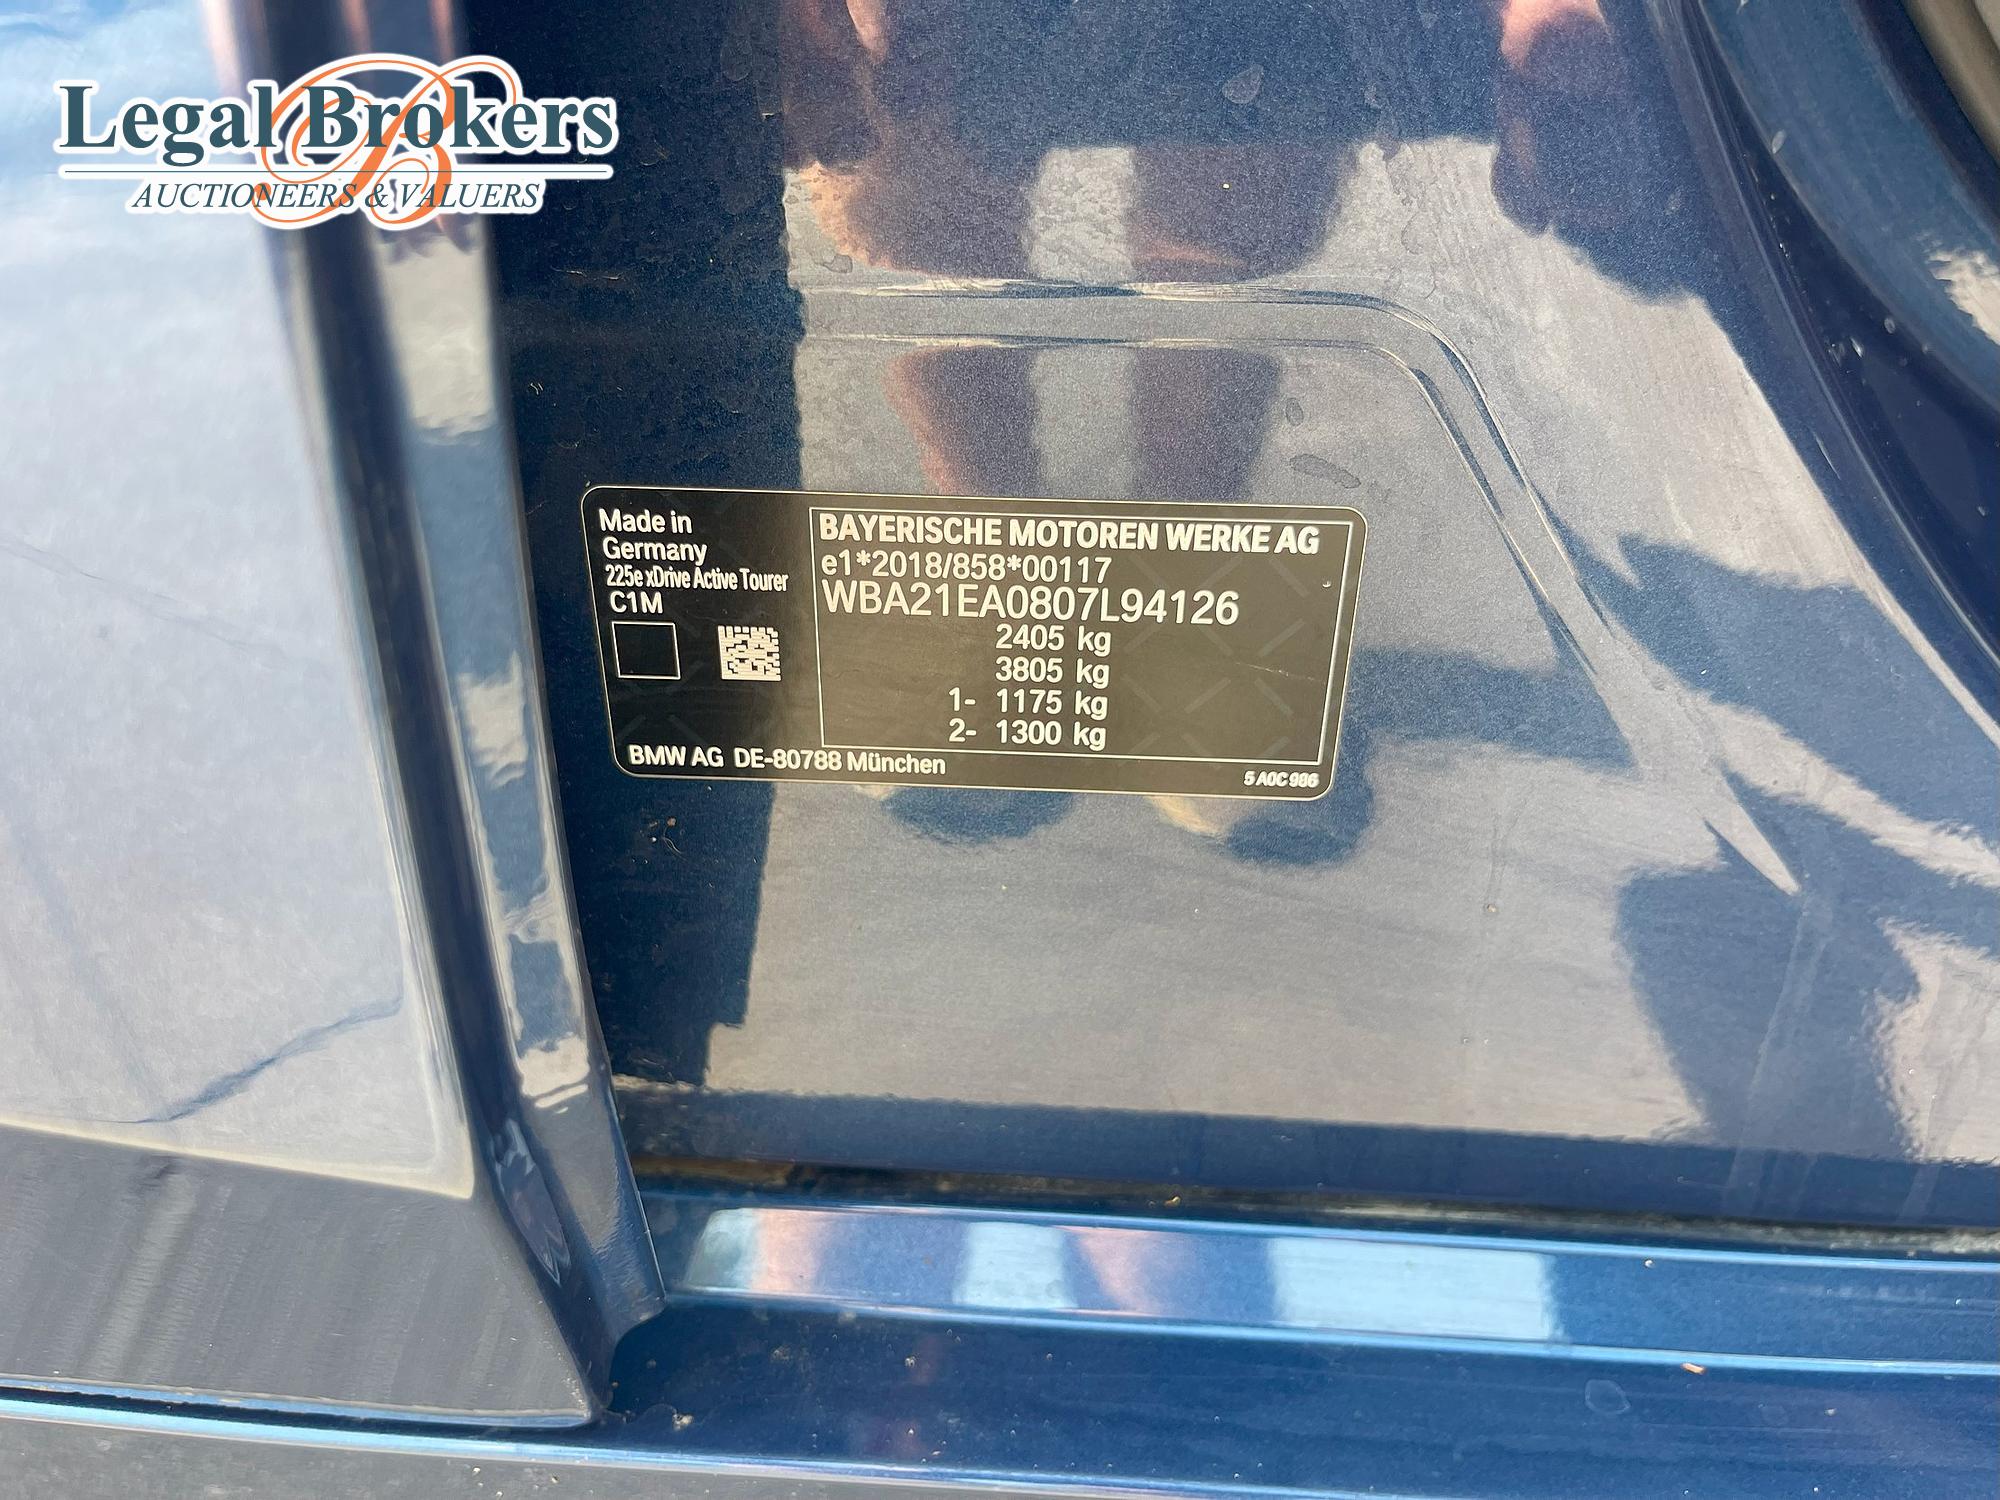 Legal Brokers
AUCTIONEERS & VALUERS
Made in
Germany
225e xDrive Active Tourer
C1M
BAYERISCHE MOTOREN WERKE AG
e1*2018/858*00117
WBA21EA0807L94126
2405 kg
3805 kg
1- 1175 kg
2- 1300 kg
BMW AG DE-80788 München
5 A0C 986